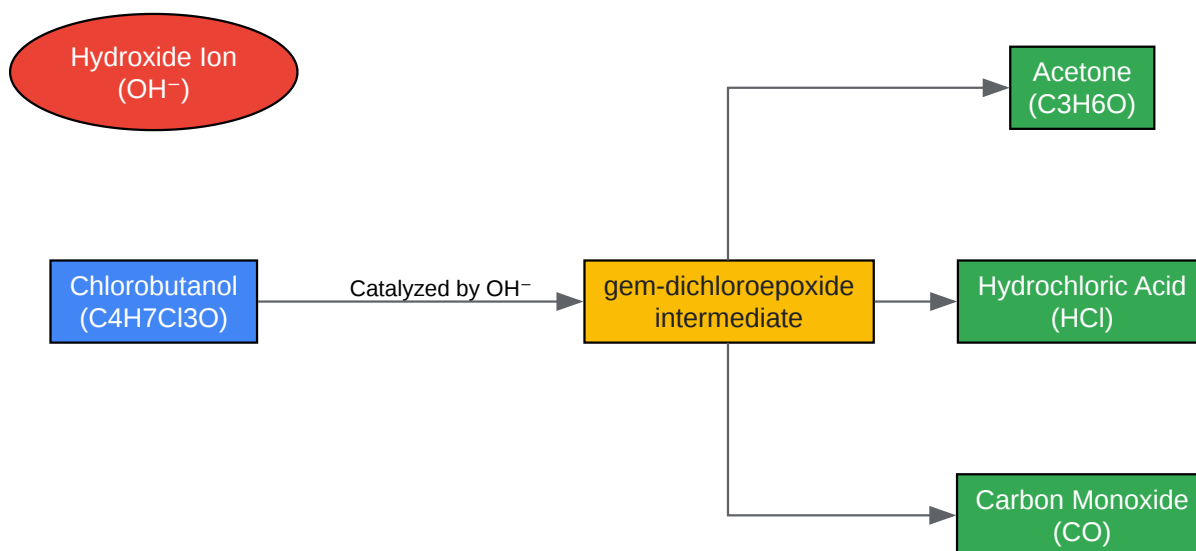 Hydroxide Ion
(OH⁻)
Acetone
(C3H6O)
Chlorobutanol
(C4H7Cl3O)
Catalyzed by OH⁻
gem-dichloroepoxide
intermediate
Hydrochloric Acid
(HCl)
Carbon Monoxide
(CO)